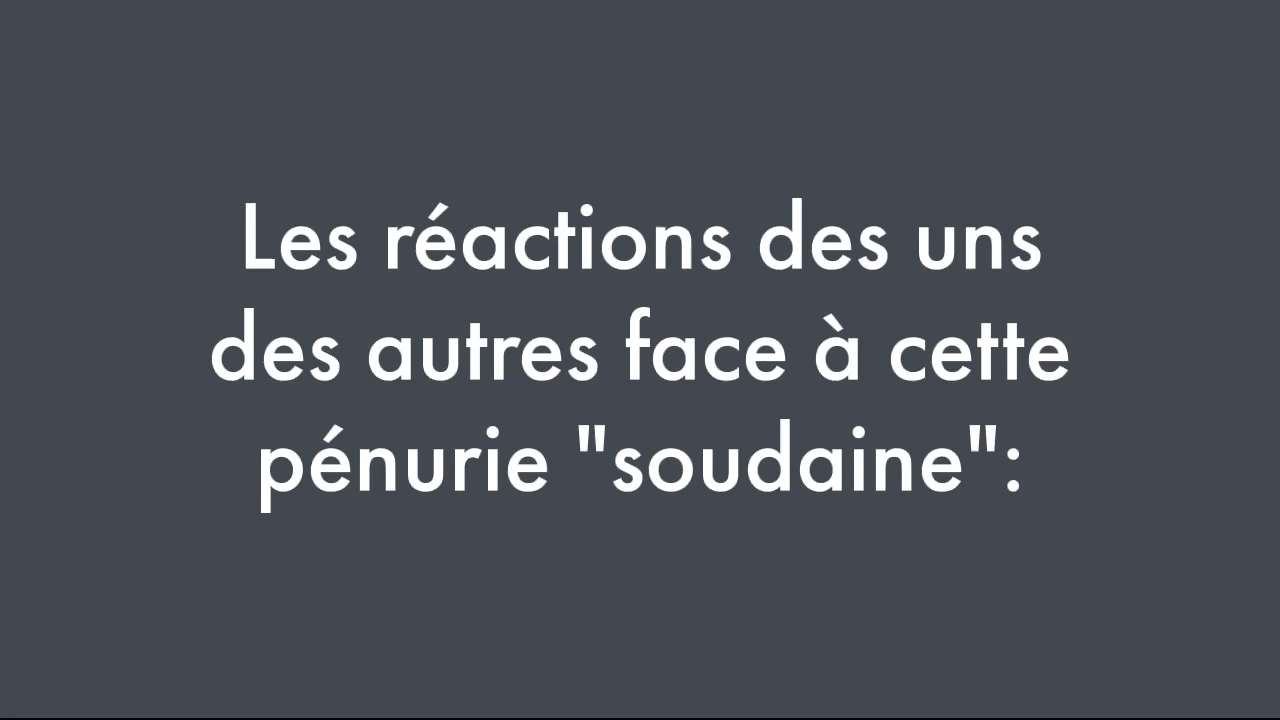 Les réactions des uns
des autres face à cette
pénurie "soudaine":